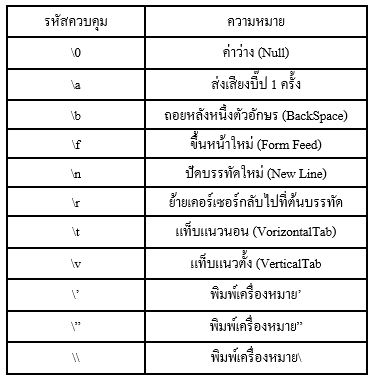 รหัสควบคุม ความหมาย
\0 ค่าว่าง (Null)
\a ส่งเสียงบี๊ป 1 ครั้ง
\b ถอยหลังหนึ่งตัวอักษร (BackSpace)
\f ขึ้นหน้าใหม่ (Form Feed)
\n ปัดบรรทัดใหม่ (New Line)
\r ย้ายเคอร์เซอร์กลับไปที่ต้นบรรทัด
\t แท็บแนวนอน (VorizontalTab)
\v แท็บแนวตั้ง (VerticalTab
\’ พิมพ์เครื่องหมาย’
\” พิมพ์เครื่องหมาย”
\\ พิมพ์เครื่องหมาย\